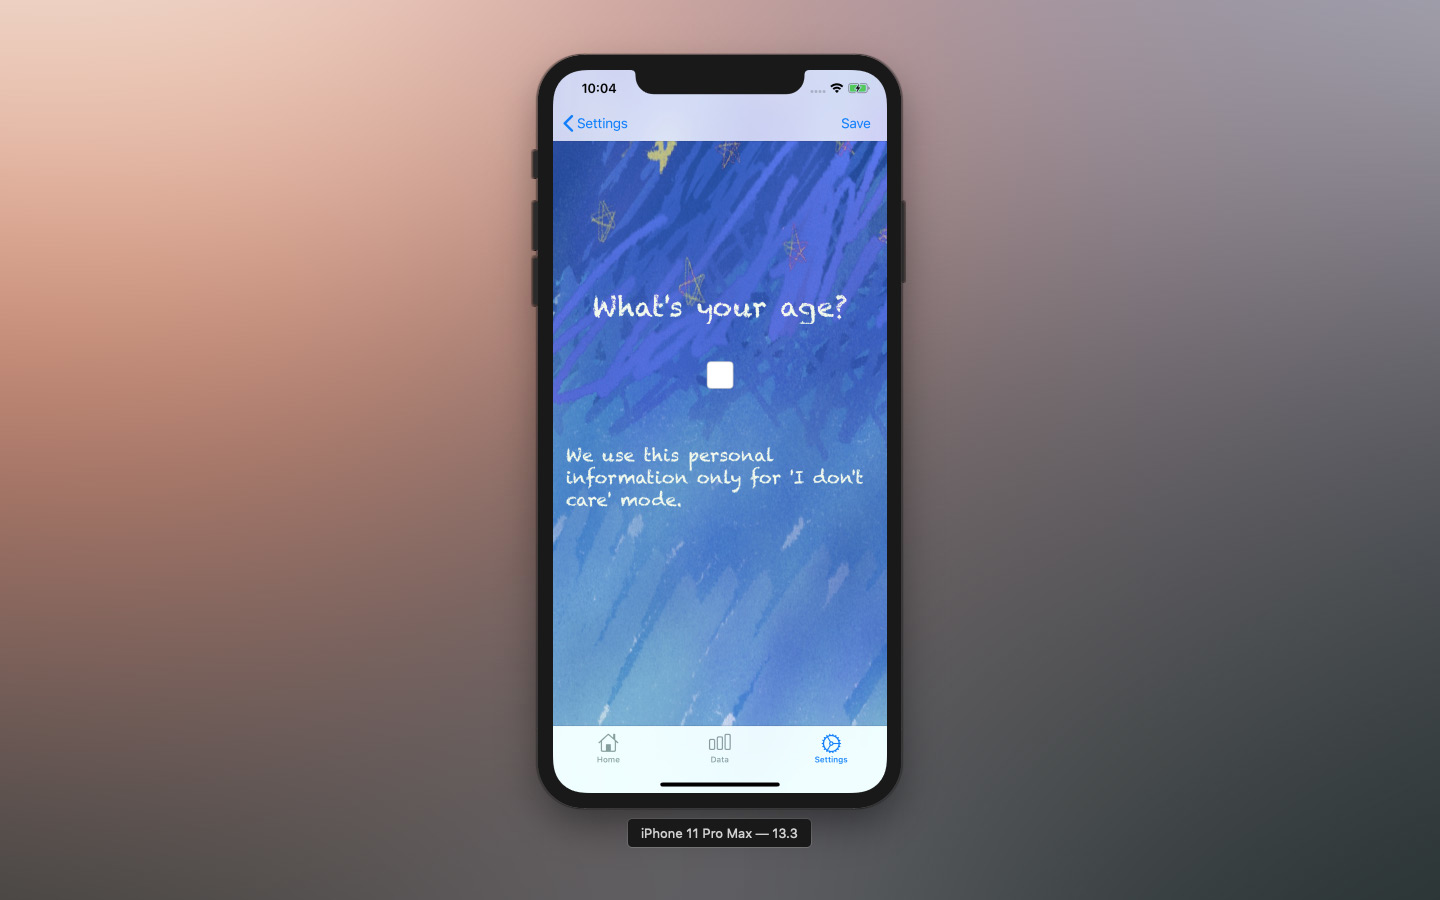 10:04
Settings
Save
What's your age?
We use this personal
information only for 'I don't
care' mode.
Home
Data
Settings
iPhone 11 Pro Max — 13.3